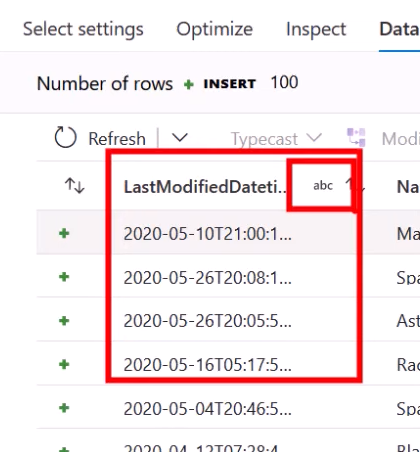 Select settings Optimize Inspect Data
Number of rows + INSERT 100
Refresh Typecast Modi
LastModifiedDateti... abc Na
2020-05-10T21:00:1... Ma
2020-05-26T20:08:1... Spa
2020-05-26T20:05:5... Ast
2020-05-16T05:17:5... Rad
2020-05-04T20:46:5... Spa
2020-04-12T07:28:4 Bla